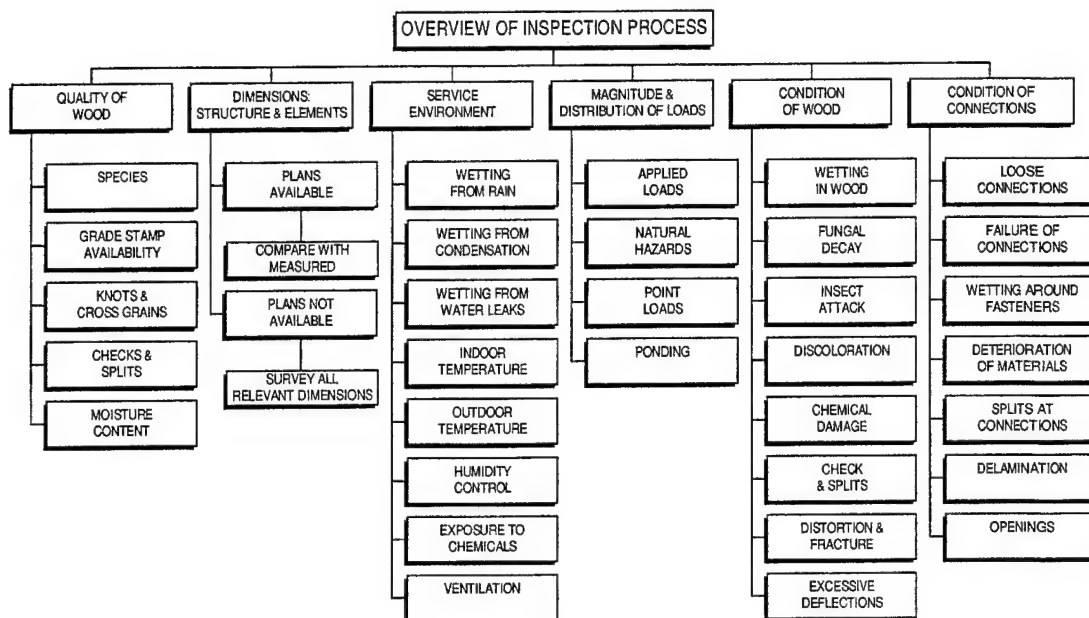 OVERVIEW OF INSPECTION PROCESS
QUALITY OF
WOOD
SPECIES
GRADE STAMP
AVAILABILITY
KNOTS &
CROSS GRAINS
CHECKS &
SPLITS
MOISTURE
CONTENT
DIMENSIONS:
STRUCTURE & ELEMENTS
PLANS
AVAILABLE
COMPARE WITH
MEASURED
PLANS NOT
AVAILABLE
SURVEY ALL
RELEVANT DIMENSIONS
SERVICE
ENVIRONMENT
WETTING
FROM RAIN
WETTING FROM
CONDENSATION
WETTING FROM
WATER LEAKS
INDOOR
TEMPERATURE
OUTDOOR
TEMPERATURE
HUMIDITY
CONTROL
EXPOSURE TO
CHEMICALS
VENTILATION
MAGNITUDE &
DISTRIBUTION OF LOADS
APPLIED
LOADS
NATURAL
HAZARDS
POINT
LOADS
PONDING
CONDITION
OF WOOD
WETTING
IN WOOD
FUNGAL
DECAY
INSECT
ATTACK
DISCOLORATION
CHEMICAL
DAMAGE
CHECK
& SPLITS
DISTORTION &
FRACTURE
EXCESSIVE
DEFLECTIONS
CONDITION OF
CONNECTIONS
LOOSE
CONNECTIONS
FAILURE OF
CONNECTIONS
WETTING AROUND
FASTENERS
DETERIORATION
OF MATERIALS
SPLITS AT
CONNECTIONS
DELAMINATION
OPENINGS